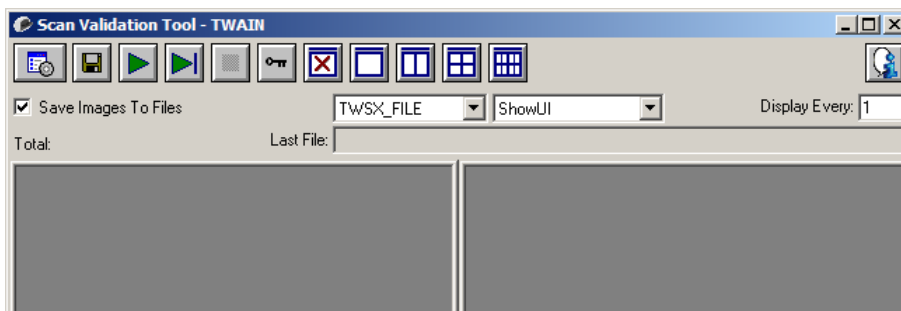 Scan Validation Tool - TWAIN
Save Images To Files TWSX_FILE ShowUI Display Every: 1
Total: Last File: